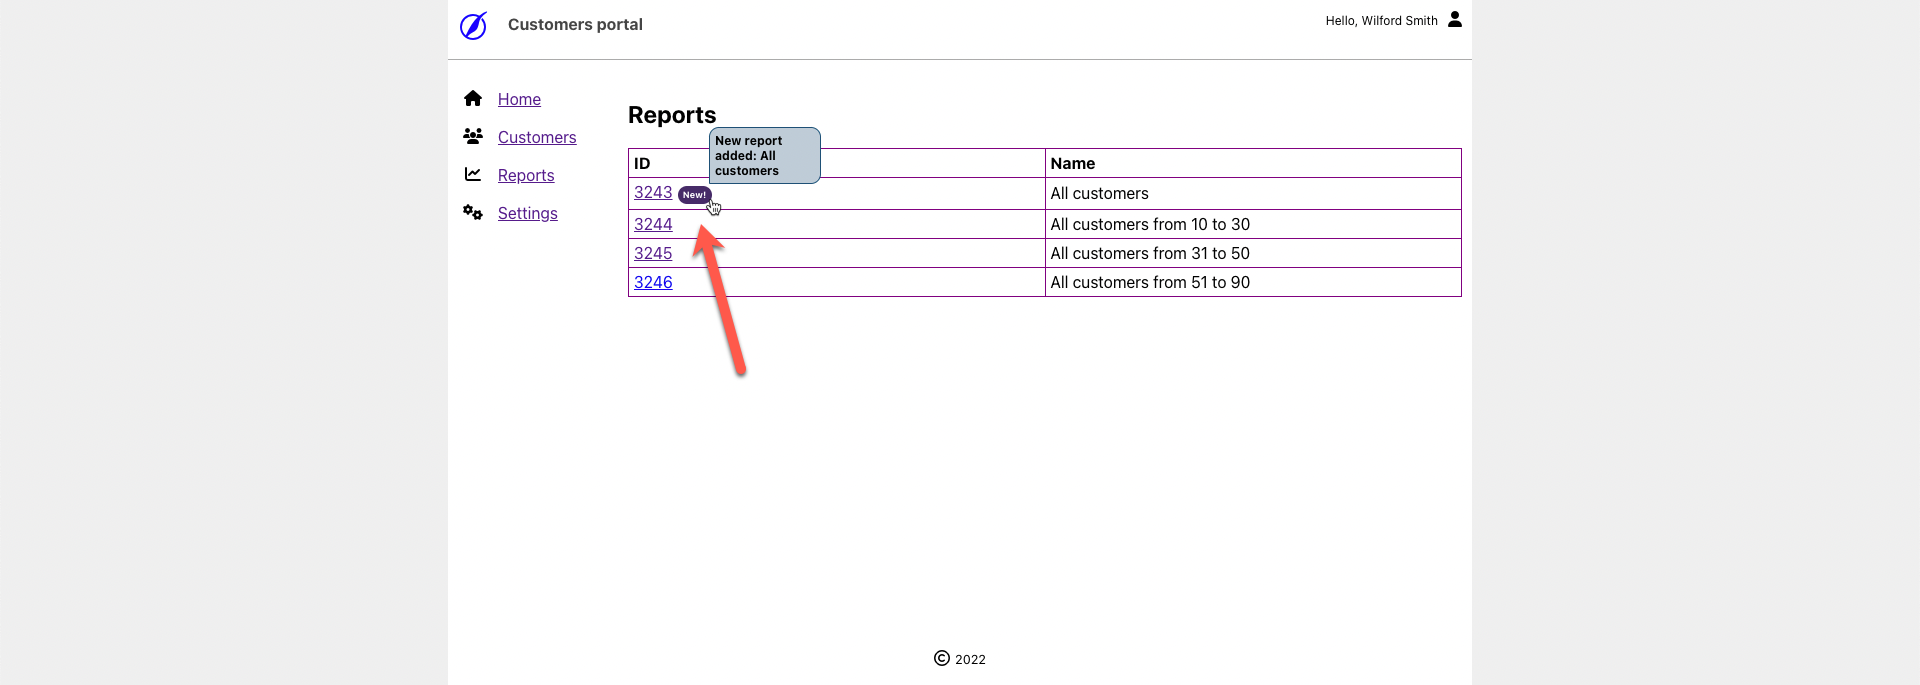 Customers portal
Hello, Wilford Smith
Home
Customers
Reports
Settings
Reports
New report
added: All
customers
ID
Name
3243 New!
All customers
3244
All customers from 10 to 30
3245
All customers from 31 to 50
3246
All customers from 51 to 90
© 2022